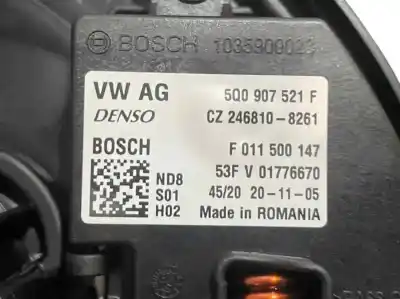 BOSCH 1035900023
VW AG 5Q0 907 521 F
DENSO CZ 246810-8261
BOSCH F 011 500 147
ND8 53F V 01776670
S01 45/20 20-11-05
H02 Made in ROMANIA